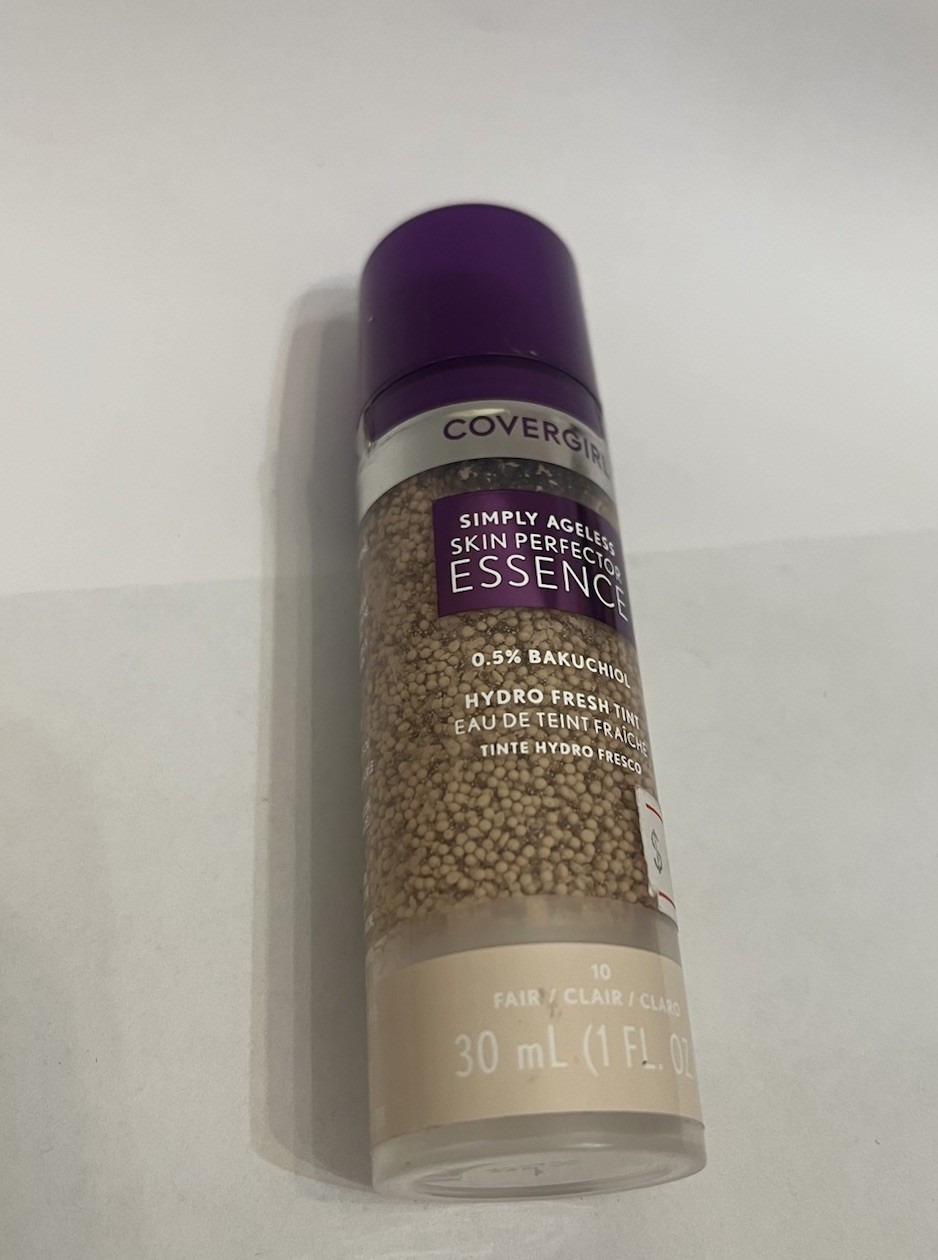 COVERGIRL
SIMPLY AGELESS
SKIN PERFECTOR
ESSENCE
0.5% BAKUCHIOL
HYDRO FRESH TINT
EAU DE TEINT FRAÎCHE
TINTE HYDRO FRESCO
$
10
FAIR / CLAIR / CLARO
30 mL (1 FL. OZ